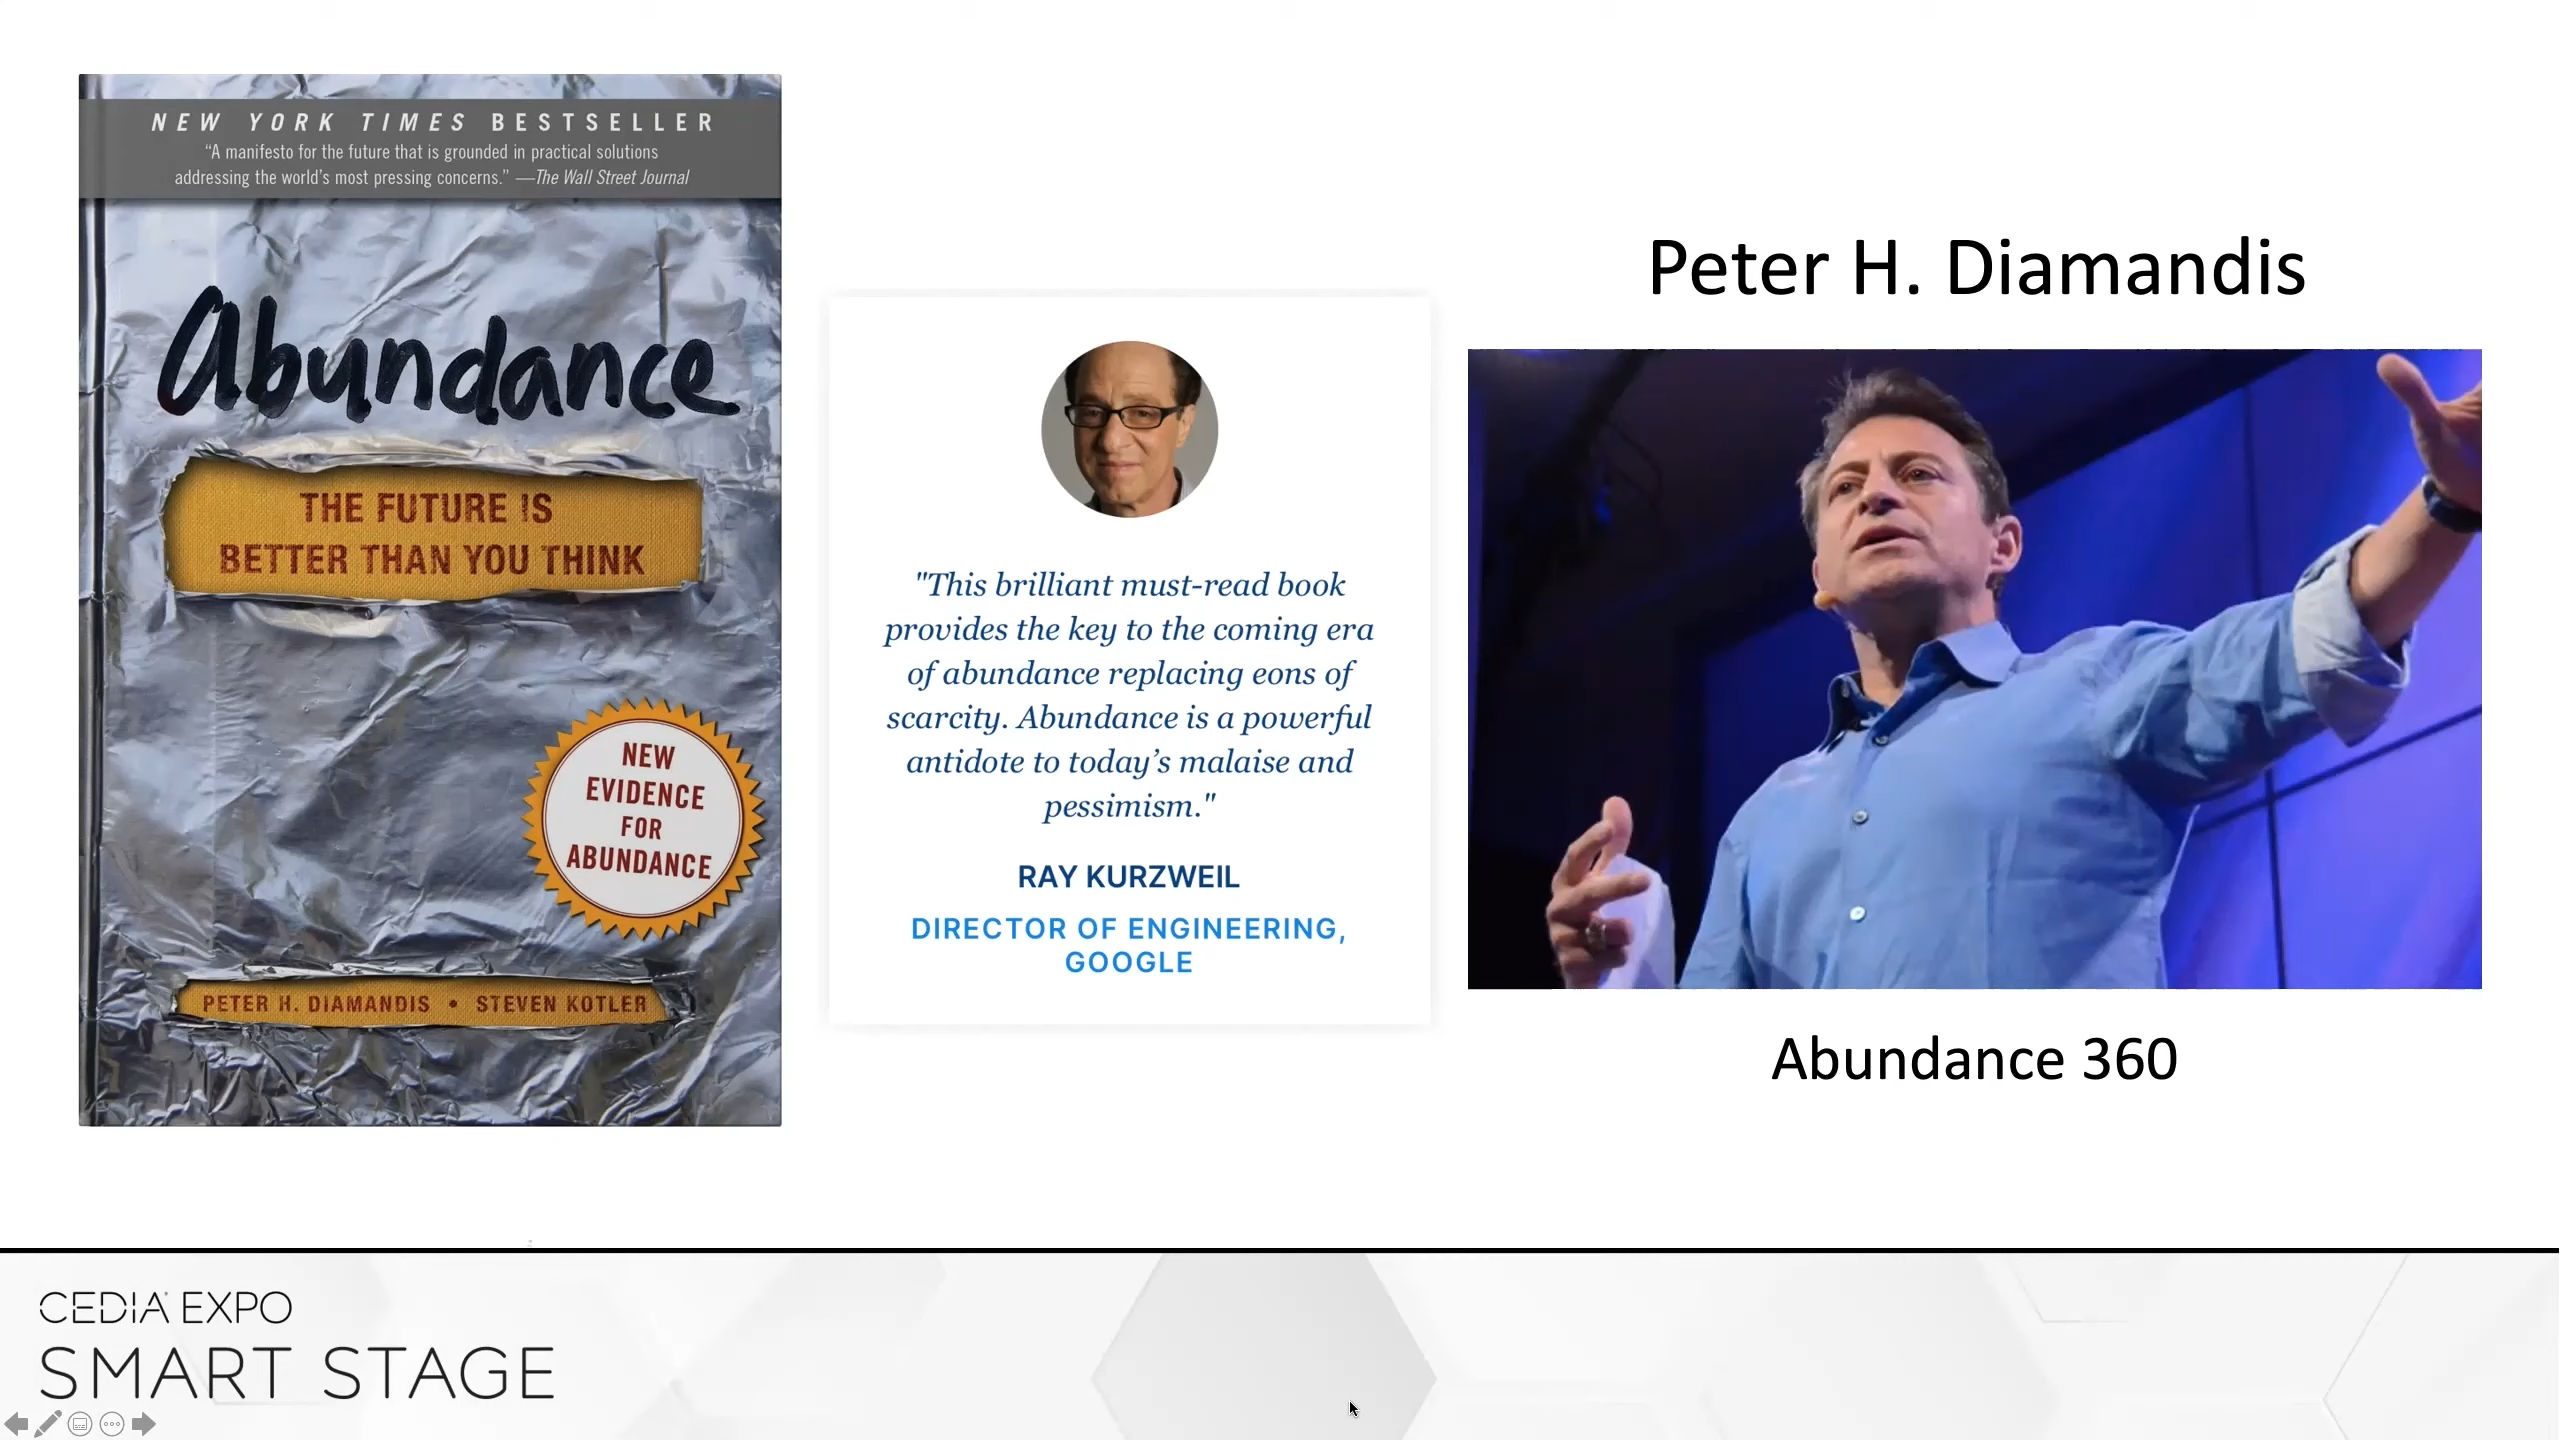 NEW YORK TIMES BESTSELLER
“A manifesto for the future that is grounded in practical solutions
addressing the world’s most pressing concerns.” —The Wall Street Journal
abundance
THE FUTURE IS
BETTER THAN YOU THINK
NEW
EVIDENCE
FOR
ABUNDANCE
PETER H. DIAMANDIS • STEVEN KOTLER
"This brilliant must-read book
provides the key to the coming era
of abundance replacing eons of
scarcity. Abundance is a powerful
antidote to today’s malaise and
pessimism."
RAY KURZWEIL
DIRECTOR OF ENGINEERING,
GOOGLE
Peter H. Diamandis
Abundance 360
CEDIA EXPO
SMART STAGE